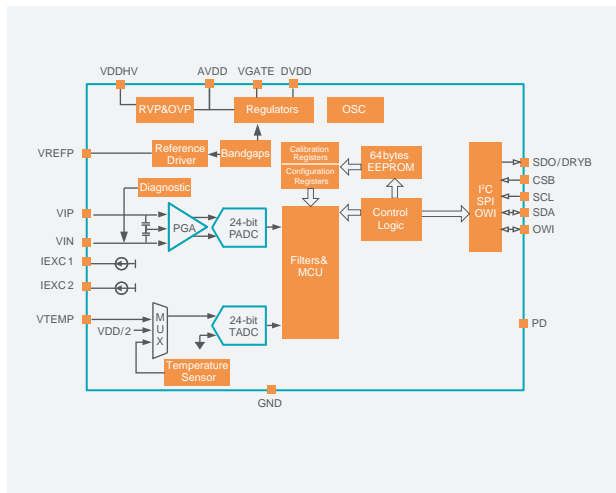 VDDHV
AVDD
VGATE
DVDD
RVP&OVP
Regulators
OSC
VREFP
Reference
Driver
Bandgaps
Calibration
Registers
Configuration
Registers
64bytes
EEPROM
Diagnostic
VIP
VIN
PGA
24-bit
PADC
Filters&
MCU
Control
Logic
I²C
SPI
OWI
SDO/DRYB
CSB
SCL
SDA
OWI
IEXC1
IEXC2
VTEMP
VDD/2
M
U
X
24-bit
TADC
Temperature
Sensor
PD
GND